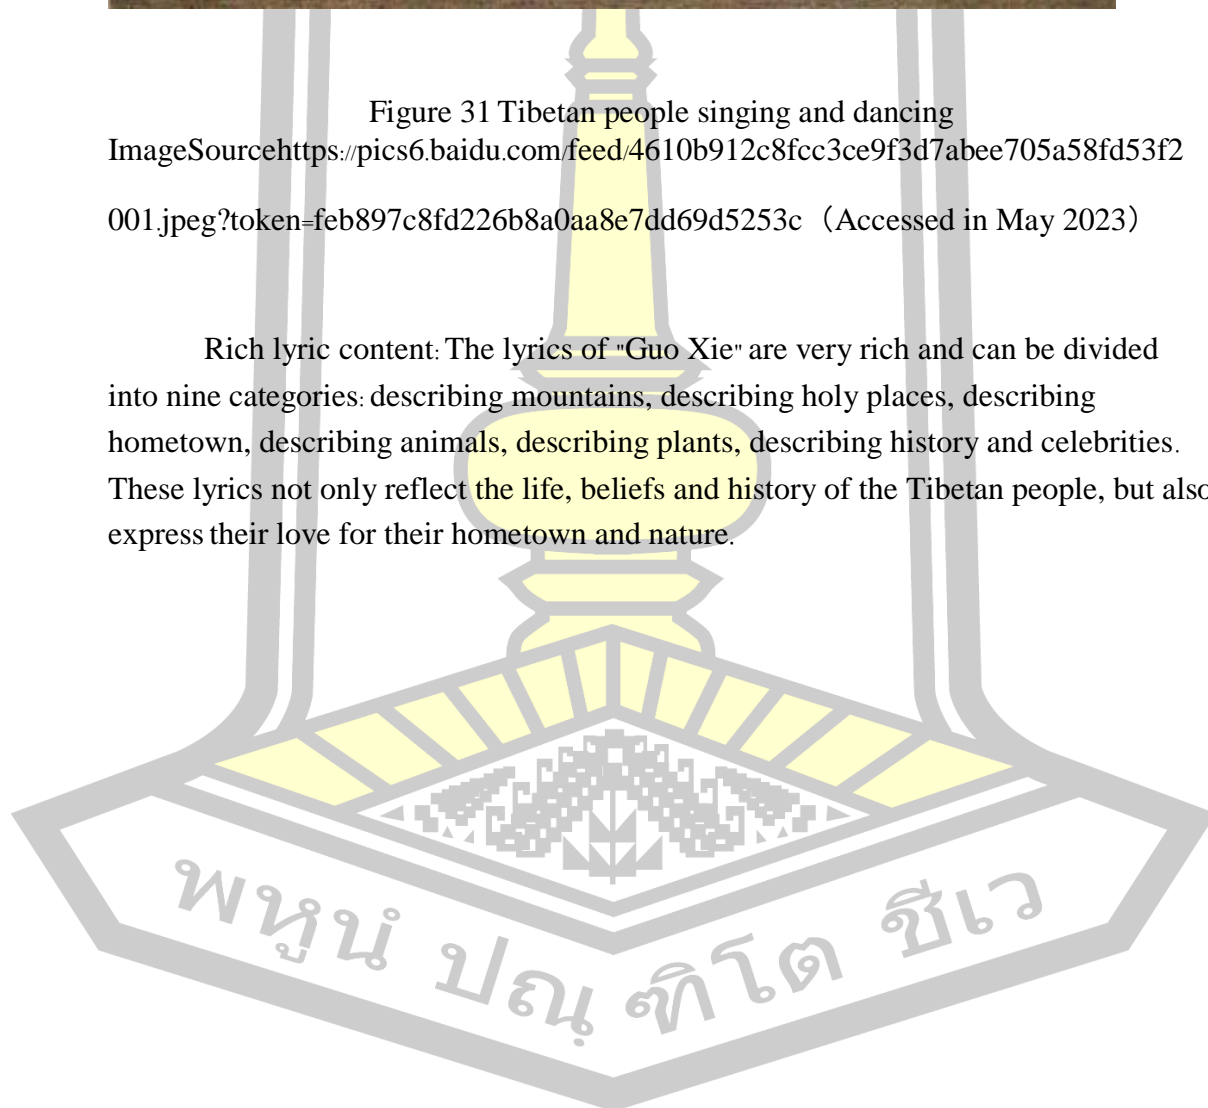 Figure 31 Tibetan people singing and dancing
ImageSourcehttps://pics6.baidu.com/feed/4610b912c8fcc3ce9f3d7abee705a58fd53f2
001.jpeg?token=feb897c8fd226b8a0aa8e7dd69d5253c（Accessed in May 2023）
Rich lyric content: The lyrics of "Guo Xie" are very rich and can be divided
into nine categories: describing mountains, describing holy places, describing
hometown, describing animals, describing plants, describing history and celebrities.
These lyrics not only reflect the life, beliefs and history of the Tibetan people, but also
express their love for their hometown and nature.
พหูนํ ปณฺฑิโต ชีเว